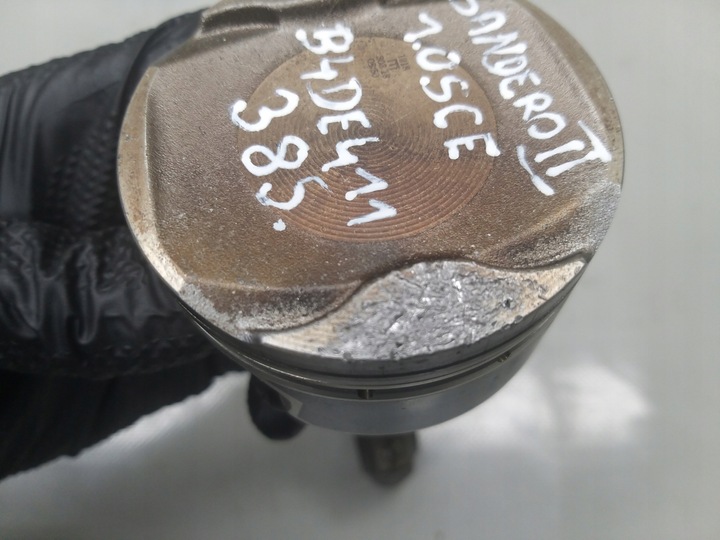 SANDERO II
1.0SCE
B4DE411
385.